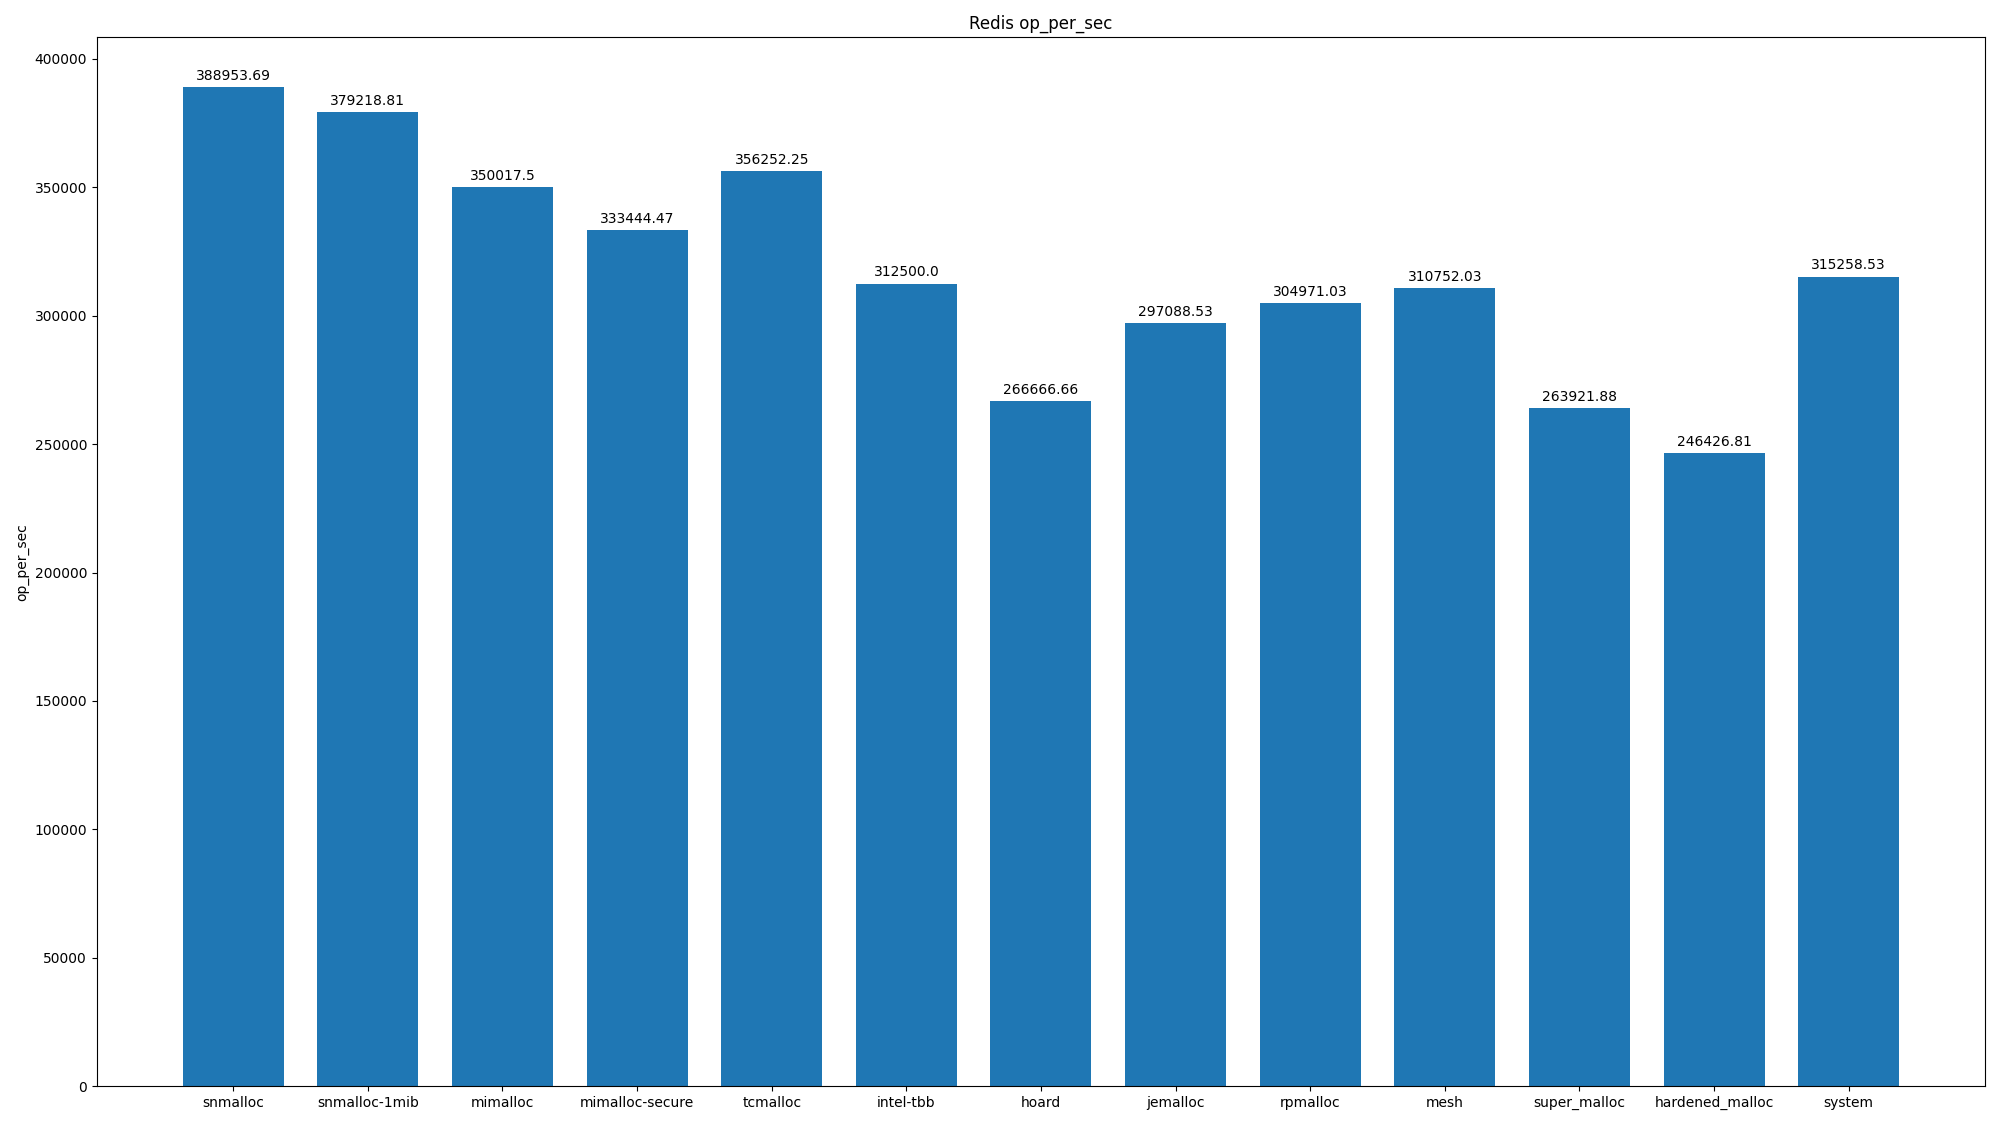 Redis op_per_sec
op_per_sec
400000
350000
300000
250000
200000
150000
100000
50000
0
388953.69
379218.81
350017.5
333444.47
356252.25
312500.0
266666.66
297088.53
304971.03
310752.03
263921.88
246426.81
315258.53
snmalloc
snmalloc-1mib
mimalloc
mimalloc-secure
tcmalloc
intel-tbb
hoard
jemalloc
rpmalloc
mesh
super_malloc
hardened_malloc
system